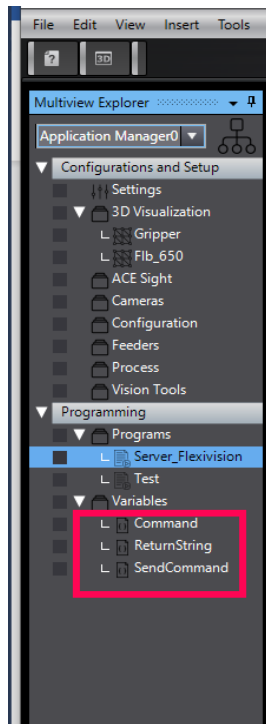 File Edit View Insert Tools
? 3D
Multiview Explorer
Application Manager0
Configurations and Setup
Settings
3D Visualization
Gripper
Flb_650
ACE Sight
Cameras
Configuration
Feeders
Process
Vision Tools
Programming
Programs
Server_Flexivision
Test
Variables
Command
ReturnString
SendCommand